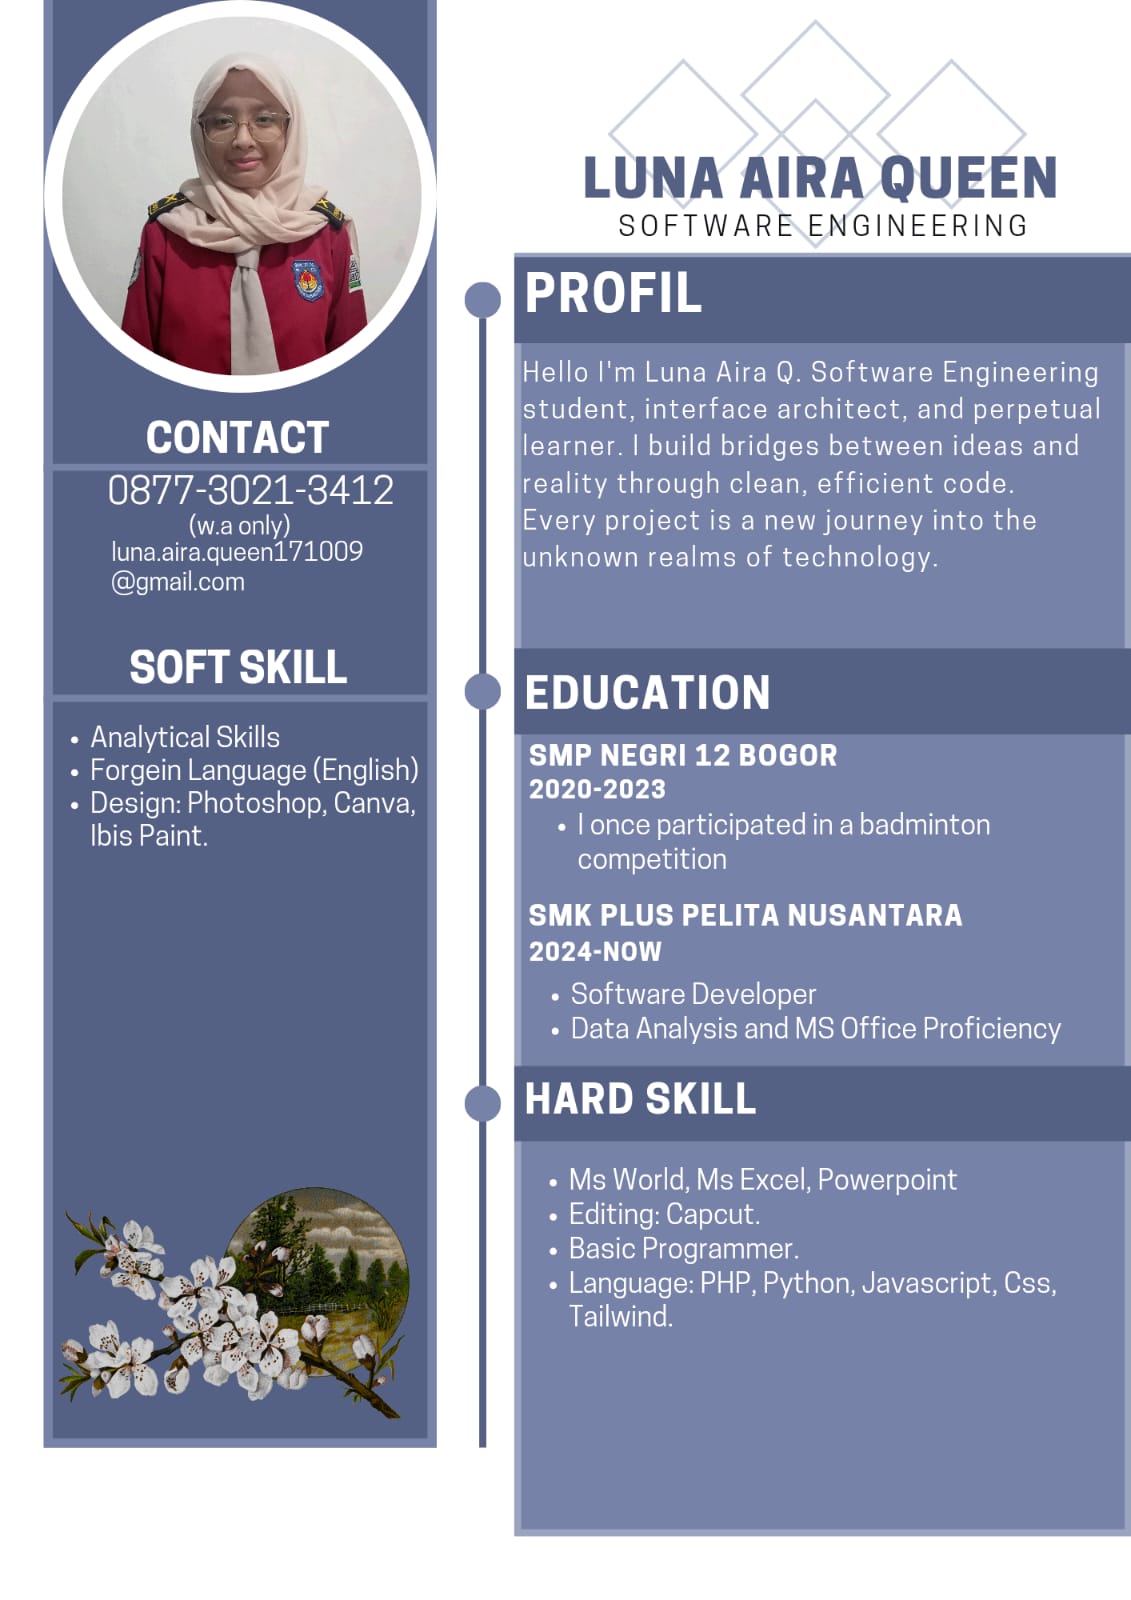 LUNA AIRA QUEEN
SOFTWARE ENGINEERING
CONTACT
0877-3021-3412
(w.a only)
luna.aira.queen171009
@gmail.com
SOFT SKILL
• Analytical Skills
• Forgein Language (English)
• Design: Photoshop, Canva,
Ibis Paint.
PROFIL
Hello I'm Luna Aira Q. Software Engineering
student, interface architect, and perpetual
learner. I build bridges between ideas and
reality through clean, efficient code.
Every project is a new journey into the
unknown realms of technology.
EDUCATION
SMP NEGRI 12 BOGOR
2020-2023
• I once participated in a badminton
competition
SMK PLUS PELITA NUSANTARA
2024-NOW
• Software Developer
• Data Analysis and MS Office Proficiency
HARD SKILL
• Ms World, Ms Excel, Powerpoint
• Editing: Capcut.
• Basic Programmer.
• Language: PHP, Python, Javascript, Css,
Tailwind.